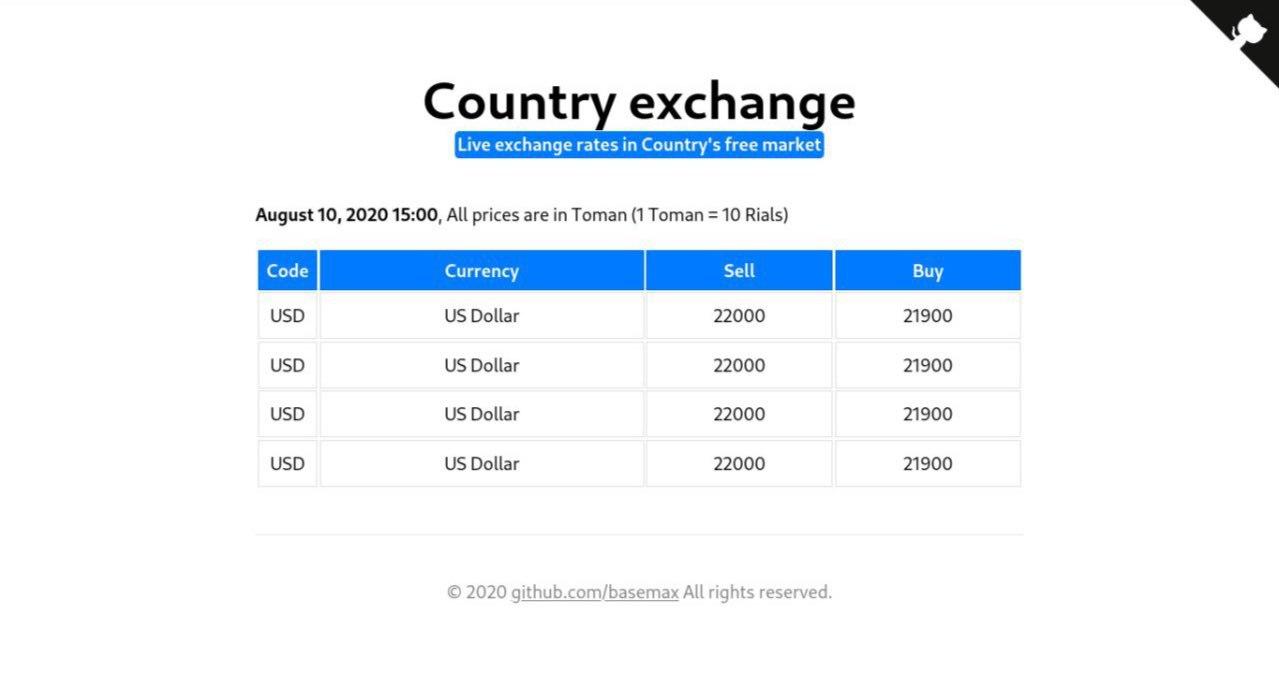 Country exchange
Live exchange rates in Country's free market
August 10, 2020 15:00, All prices are in Toman (1 Toman = 10 Rials)
Code Currency Sell Buy
USD US Dollar 22000 21900
USD US Dollar 22000 21900
USD US Dollar 22000 21900
USD US Dollar 22000 21900
© 2020 github.com/basemax All rights reserved.